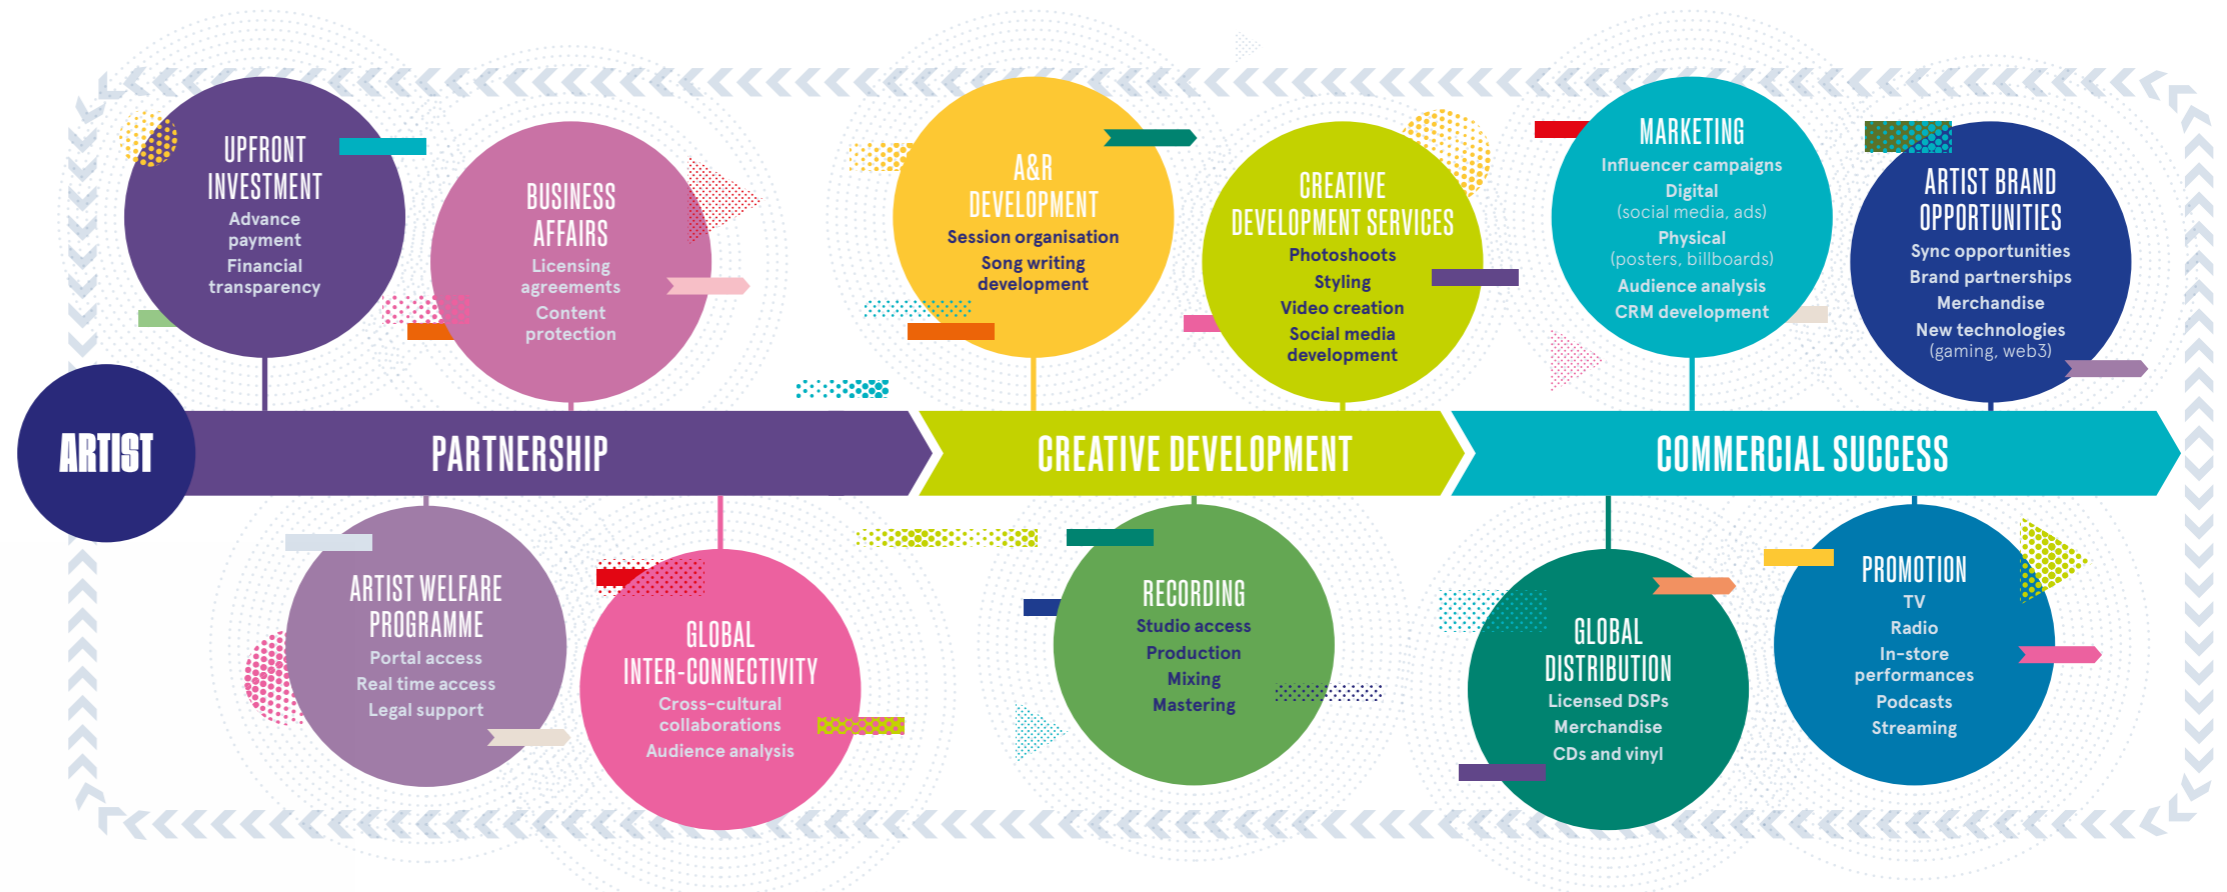 UPFRONT
INVESTMENT
Advance
payment
Financial
transparency
BUSINESS
AFFAIRS
Licensing
agreements
Content
protection
A&R
DEVELOPMENT
Session organisation
Song writing
development
CREATIVE
DEVELOPMENT SERVICES
Photoshoots
Styling
Video creation
Social media
development
MARKETING
Influencer campaigns
Digital
(social media, ads)
Physical
(posters, billboards)
Audience analysis
CRM development
ARTIST BRAND
OPPORTUNITIES
Sync opportunities
Brand partnerships
Merchandise
New technologies
(gaming, web3)
ARTIST
PARTNERSHIP
CREATIVE DEVELOPMENT
COMMERCIAL SUCCESS
ARTIST WELFARE
PROGRAMME
Portal access
Real time access
Legal support
GLOBAL
INTER-CONNECTIVITY
Cross-cultural
collaborations
Audience analysis
RECORDING
Studio access
Production
Mixing
Mastering
GLOBAL
DISTRIBUTION
Licensed DSPs
Merchandise
CDs and vinyl
PROMOTION
TV
Radio
In-store
performances
Podcasts
Streaming